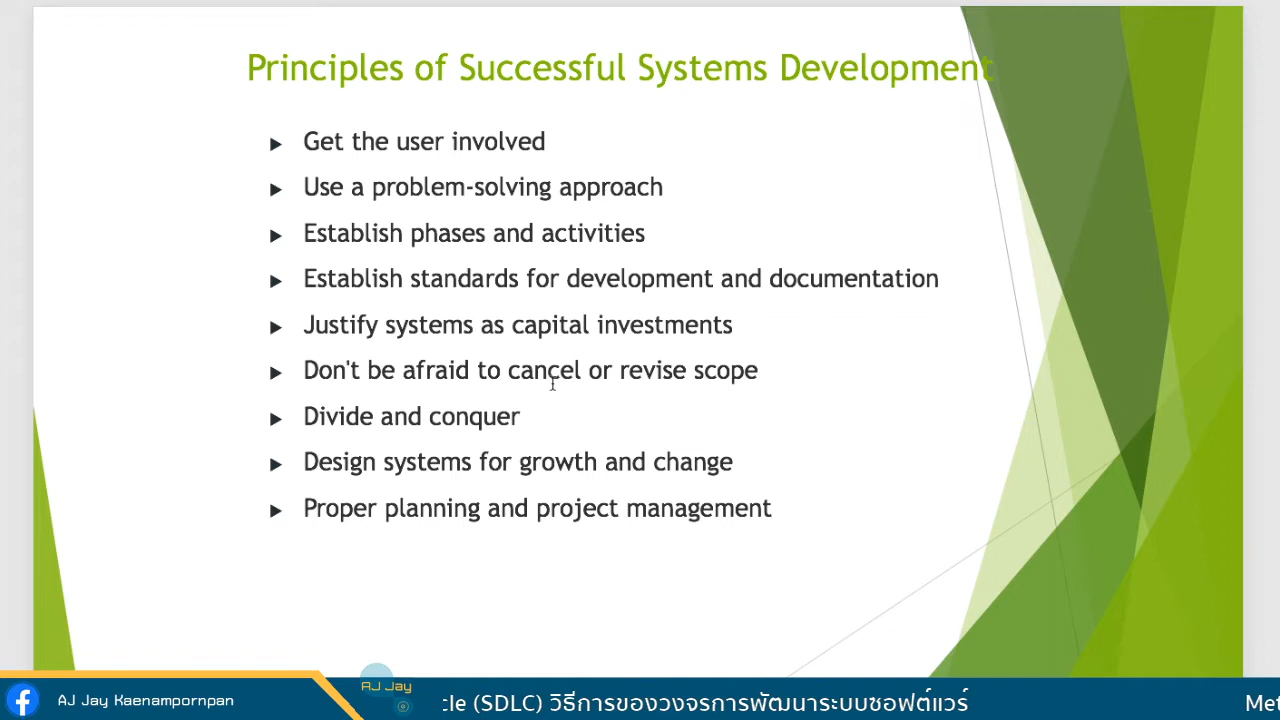 Principles of Successful Systems Development
Get the user involved
Use a problem-solving approach
Establish phases and activities
Establish standards for development and documentation
Justify systems as capital investments
Don't be afraid to cancel or revise scope
Divide and conquer
Design systems for growth and change
Proper planning and project management
AJ Jay Kaenampornpan
AJ Jay
cle (SDLC) วิธีการของวงจรการพัฒนาระบบซอฟต์แวร์
Met